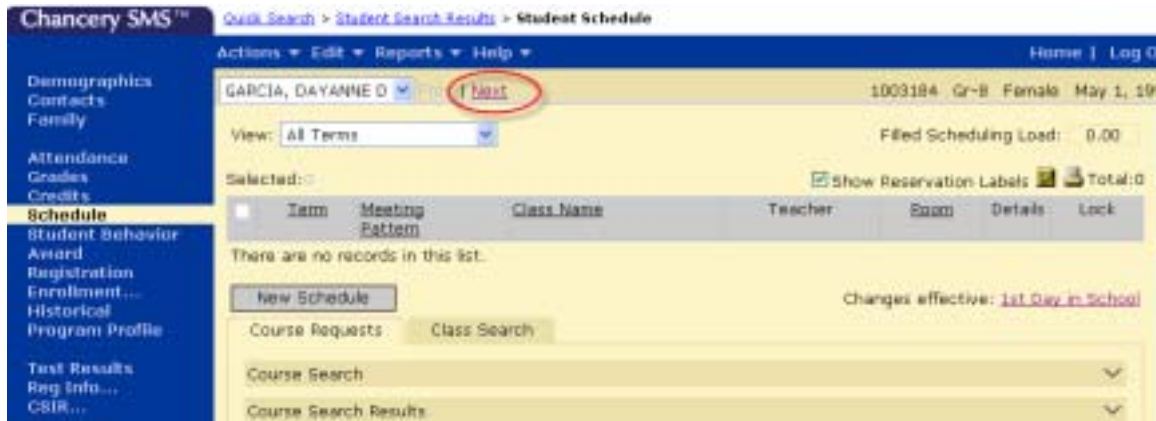 Chancery SMS™
Quick Search > Student Search Results > Student Schedule
Actions Edit Reports Help Home | Log O
Demographics
Contacts
Family
Attendance
Grades
Credits
Schedule
Student Behavior
Award
Registration
Enrollment....
Historical
Program Profile
Test Results
Reg Info....
CSIR....
GARCIA, DAYANNE D | Next 1003184 Gr-8 Female May 1, 19
View: All Terms Filled Scheduling Load: 0.00
Selected: Show Reservation Labels Total:0
Term Meeting Pattern Class Name Teacher Room Details Lock
There are no records in this list.
New Schedule Changes effective: 1st Day in School
Course Requests Class Search
Course Search
Course Search Results